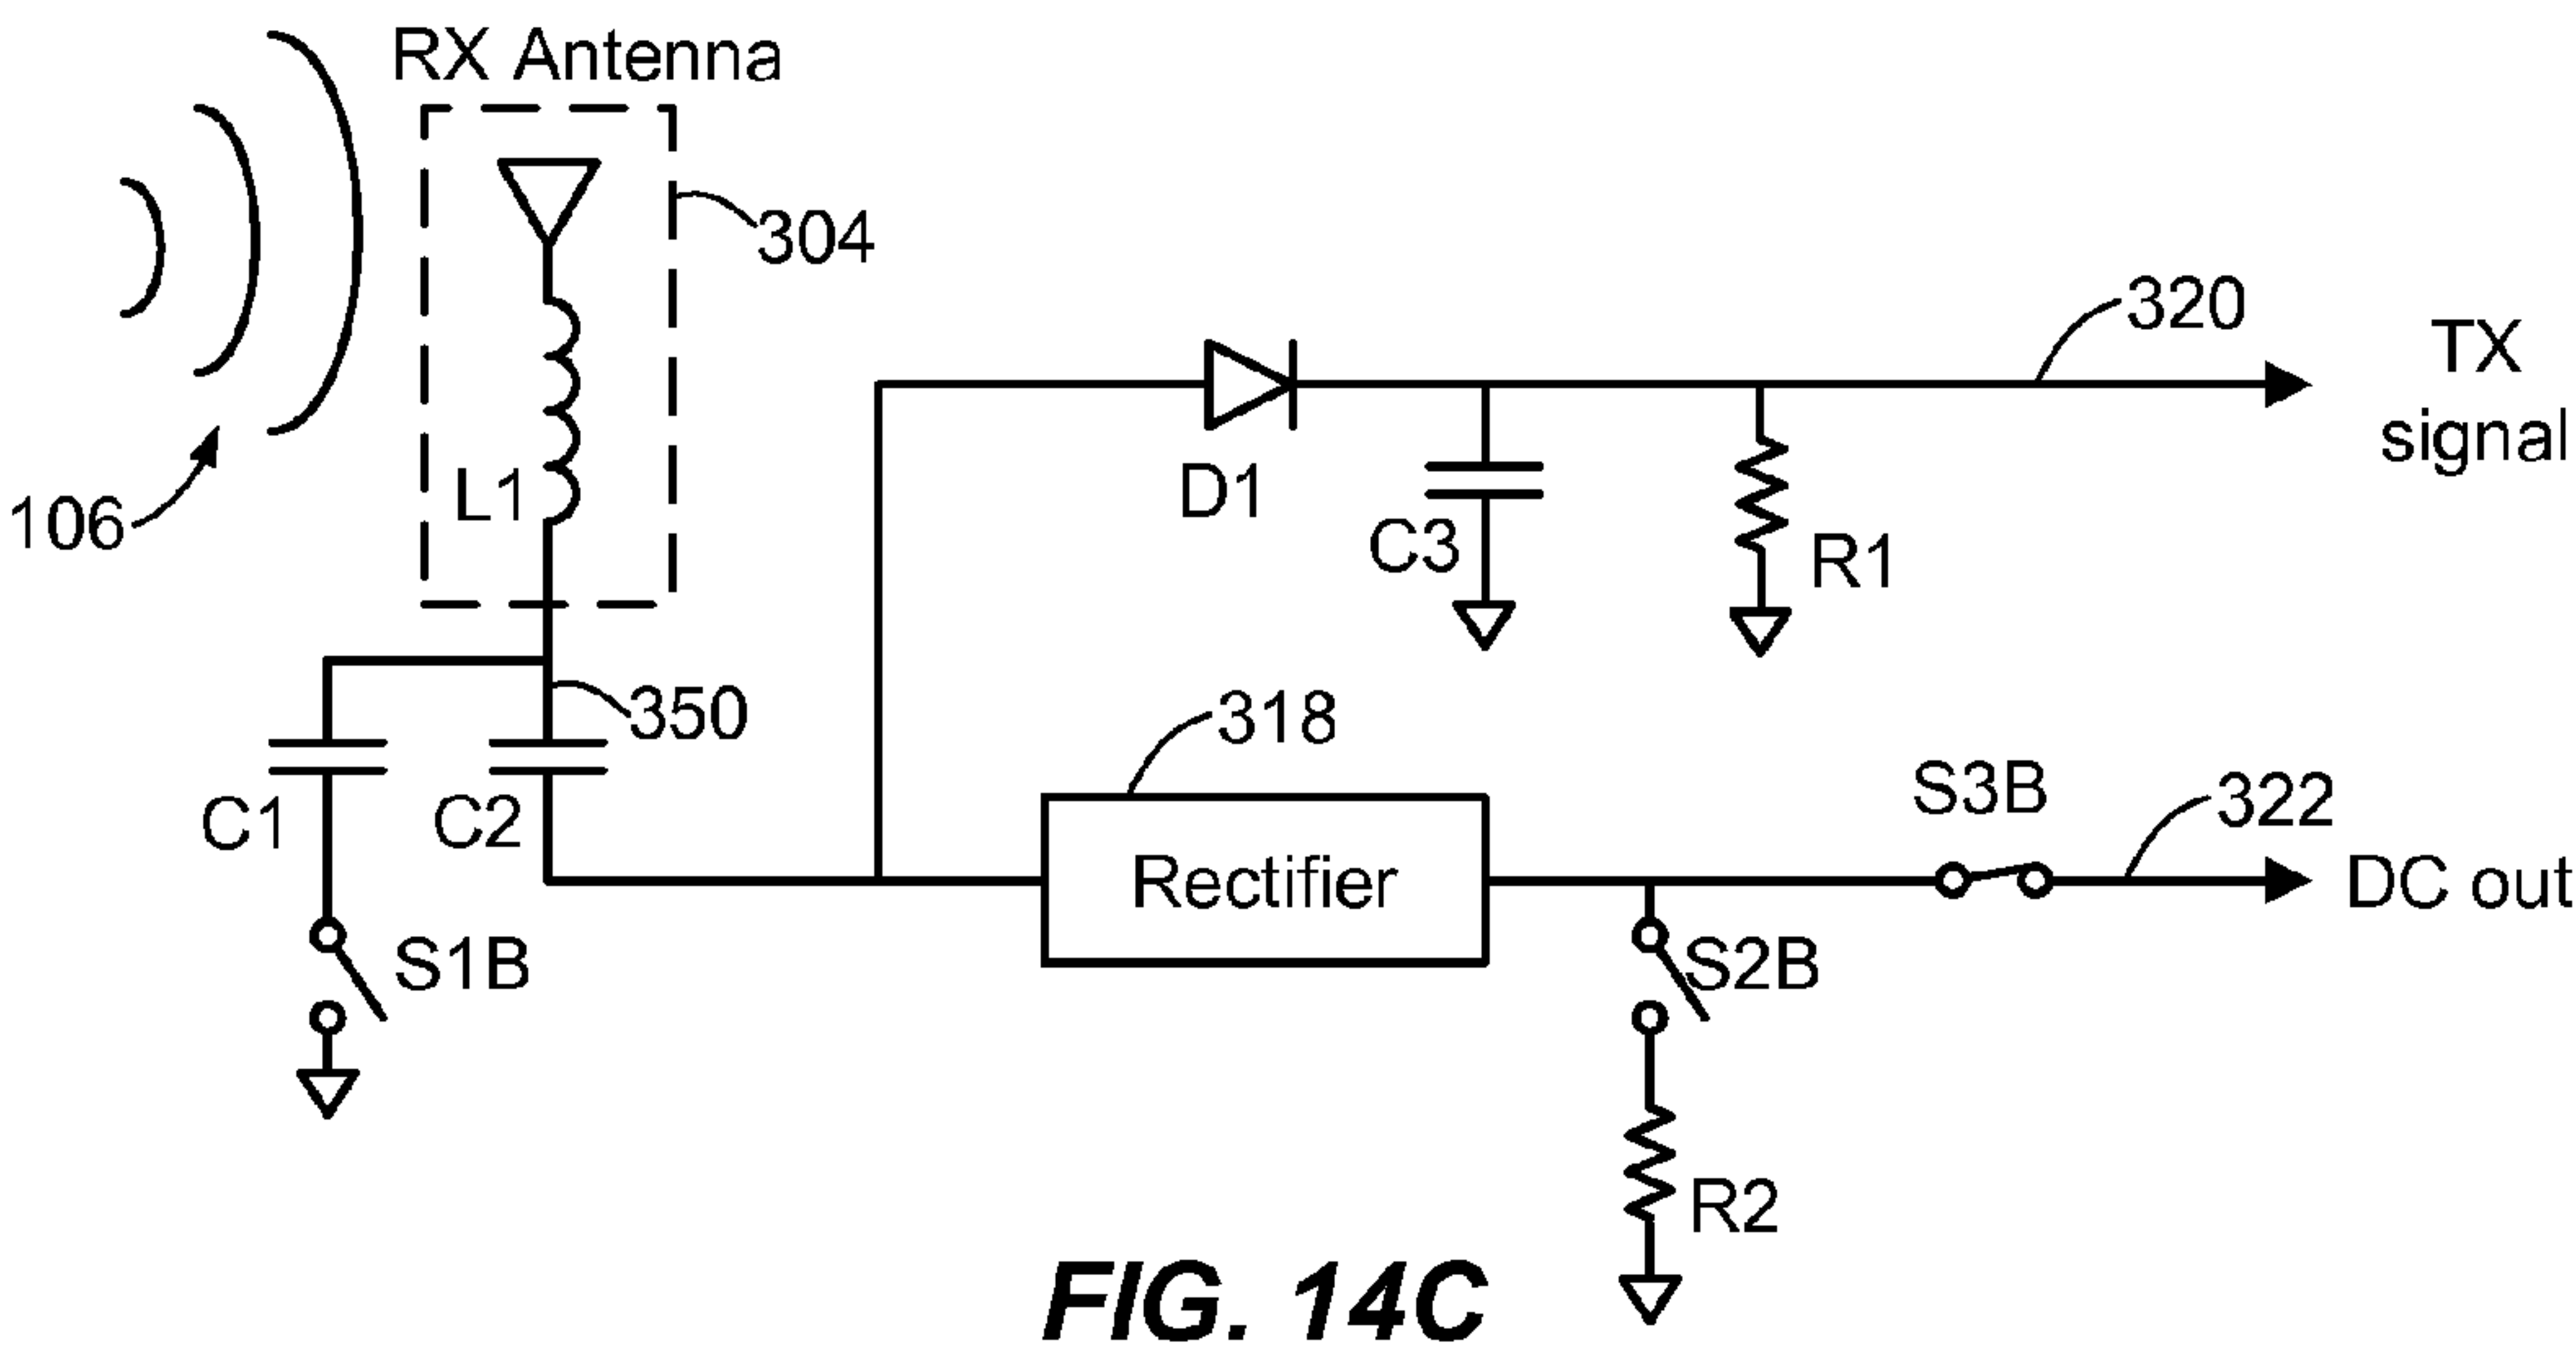 RX Antenna
304
320
TX
signal
L1
106
D1
C3
R1
350
318
C1
C2
S3B
322
Rectifier
DC out
S1B
S2B
R2
FIG. 14C